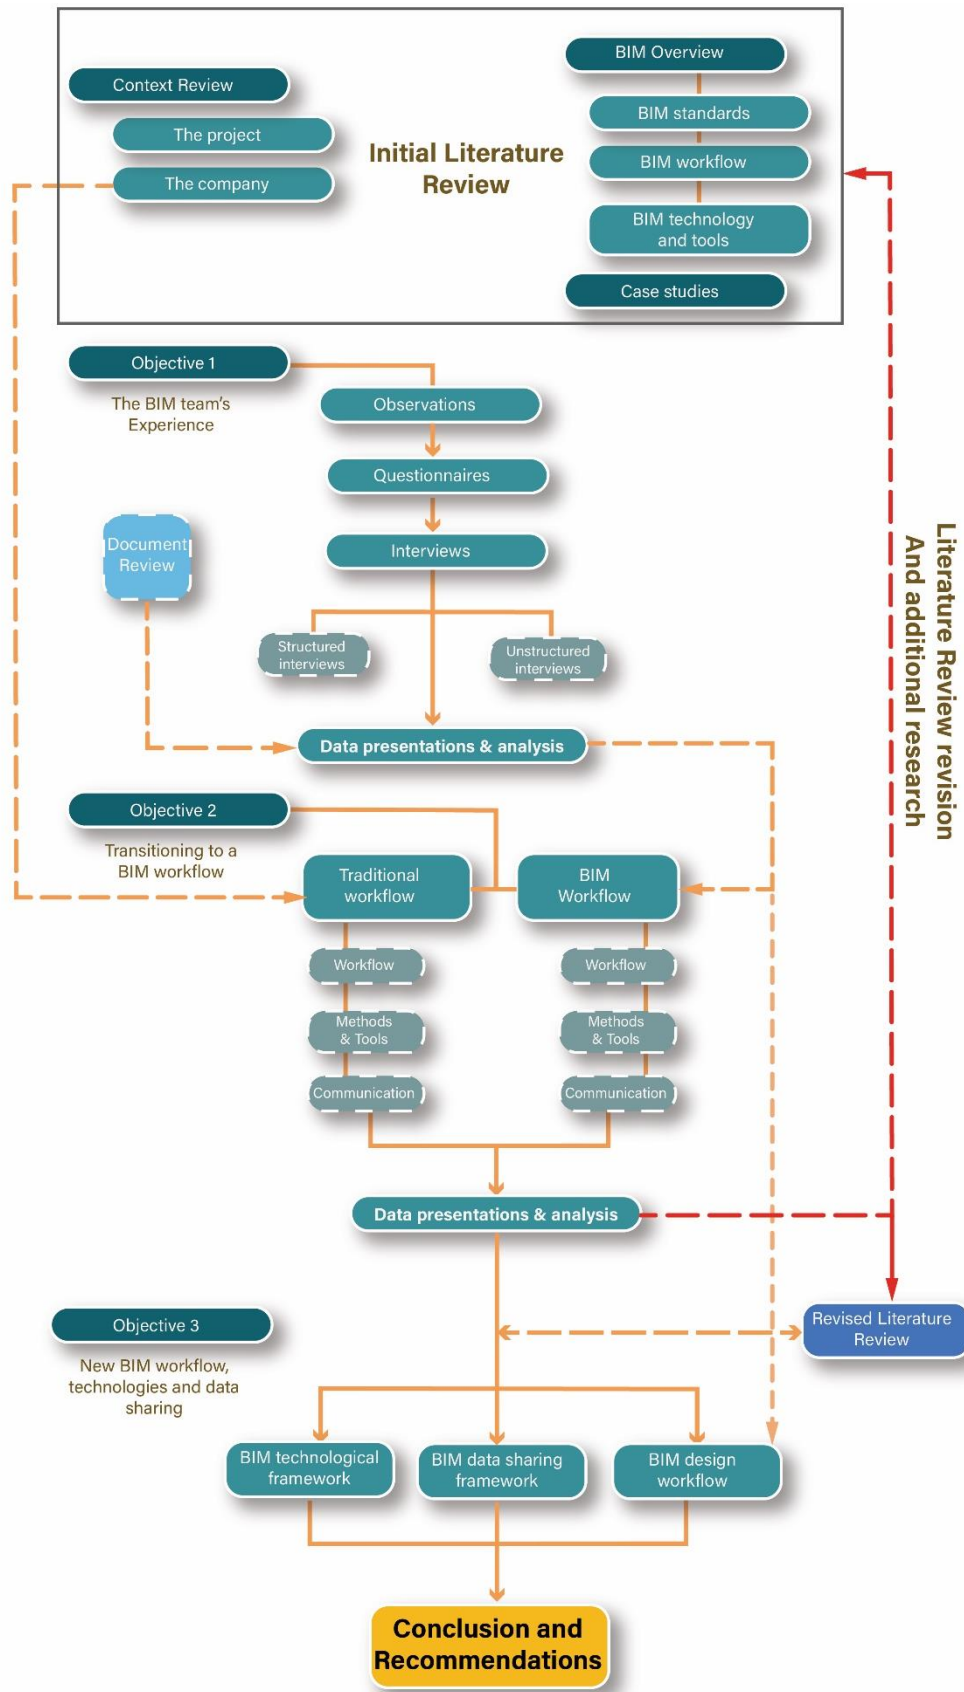 Context Review
The project
The company
Initial Literature
Review
BIM Overview
BIM standards
BIM workflow
BIM technology
and tools
Case studies
Objective 1
The BIM team's
Experience
Observations
Questionnaires
Interviews
Document
Review
Structured
interviews
Unstructured
interviews
Data presentations & analysis
Literature Review revision
And additional research
Objective 2
Transitioning to a
BIM workflow
Traditional
workflow
BIM
Workflow
Workflow
Methods
& Tools
Communication
Workflow
Methods
& Tools
Communication
Data presentations & analysis
Revised Literature
Review
Objective 3
New BIM workflow,
technologies and data
sharing
BIM technological
framework
BIM data sharing
framework
BIM design
workflow
Conclusion and
Recommendations